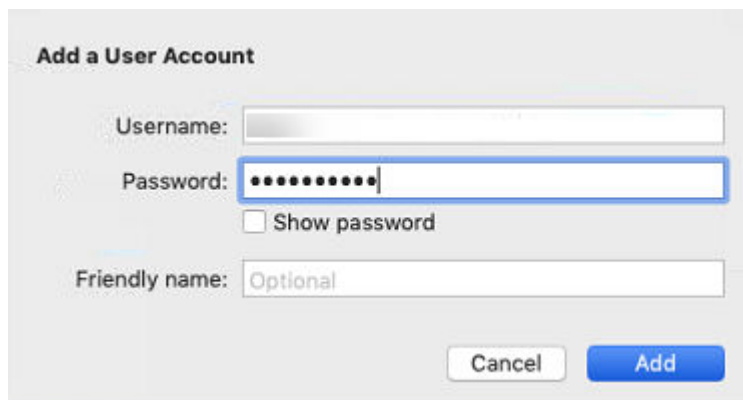 Add a User Account
Username:
Password: ••••••••••
Show password
Friendly name: Optional
Cancel Add